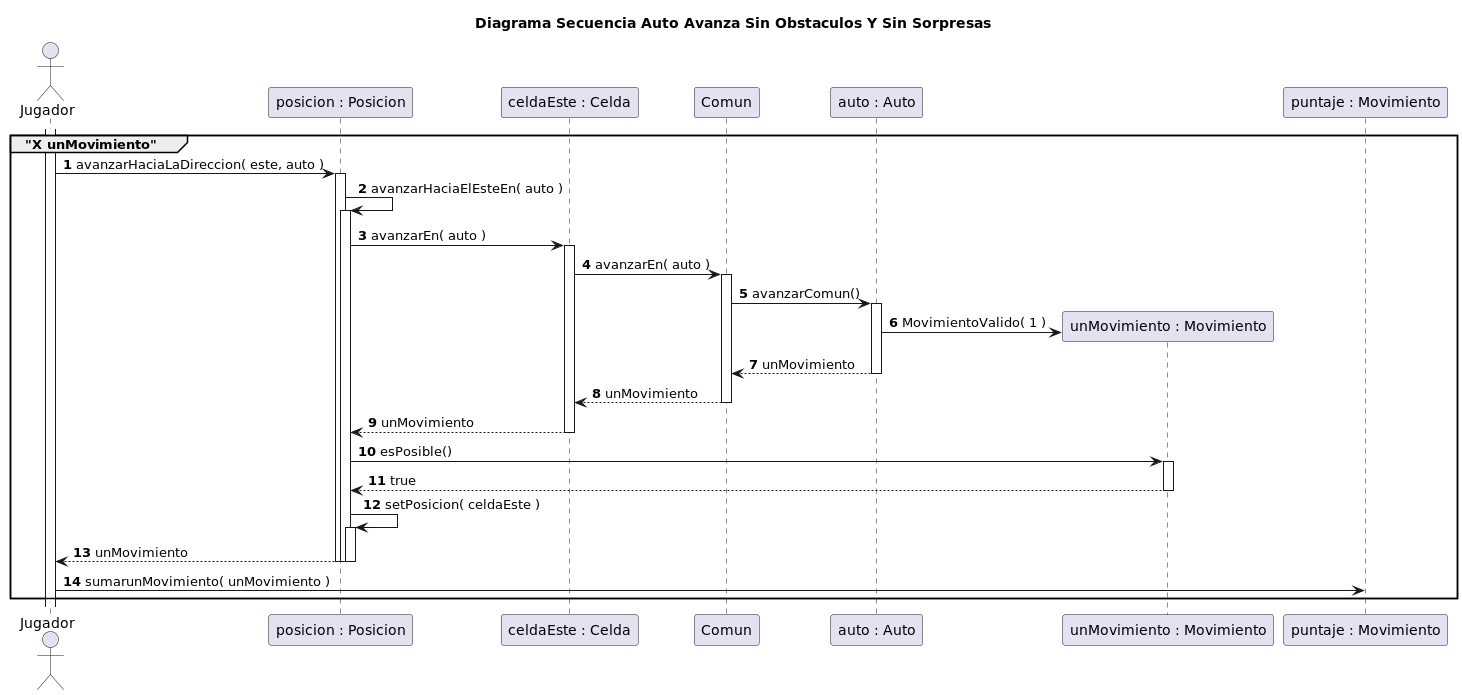 Diagrama Secuencia Auto Avanza Sin Obstaculos Y Sin Sorpresas
Jugador
posicion : Posicion
celdaEste : Celda
Comun
auto : Auto
puntaje : Movimiento
"X unMovimiento"
1 avanzarHaciaLaDireccion( este, auto )
2 avanzarHaciaElEsteEn( auto )
3 avanzarEn( auto )
4 avanzarEn( auto )
5 avanzarComun()
6 MovimientoValido( 1 )
unMovimiento : Movimiento
7 unMovimiento
8 unMovimiento
9 unMovimiento
10 esPosible()
11 true
12 setPosicion( celdaEste )
13 unMovimiento
14 sumarunMovimiento( unMovimiento )
Jugador
posicion : Posicion
celdaEste : Celda
Comun
auto : Auto
unMovimiento : Movimiento
puntaje : Movimiento